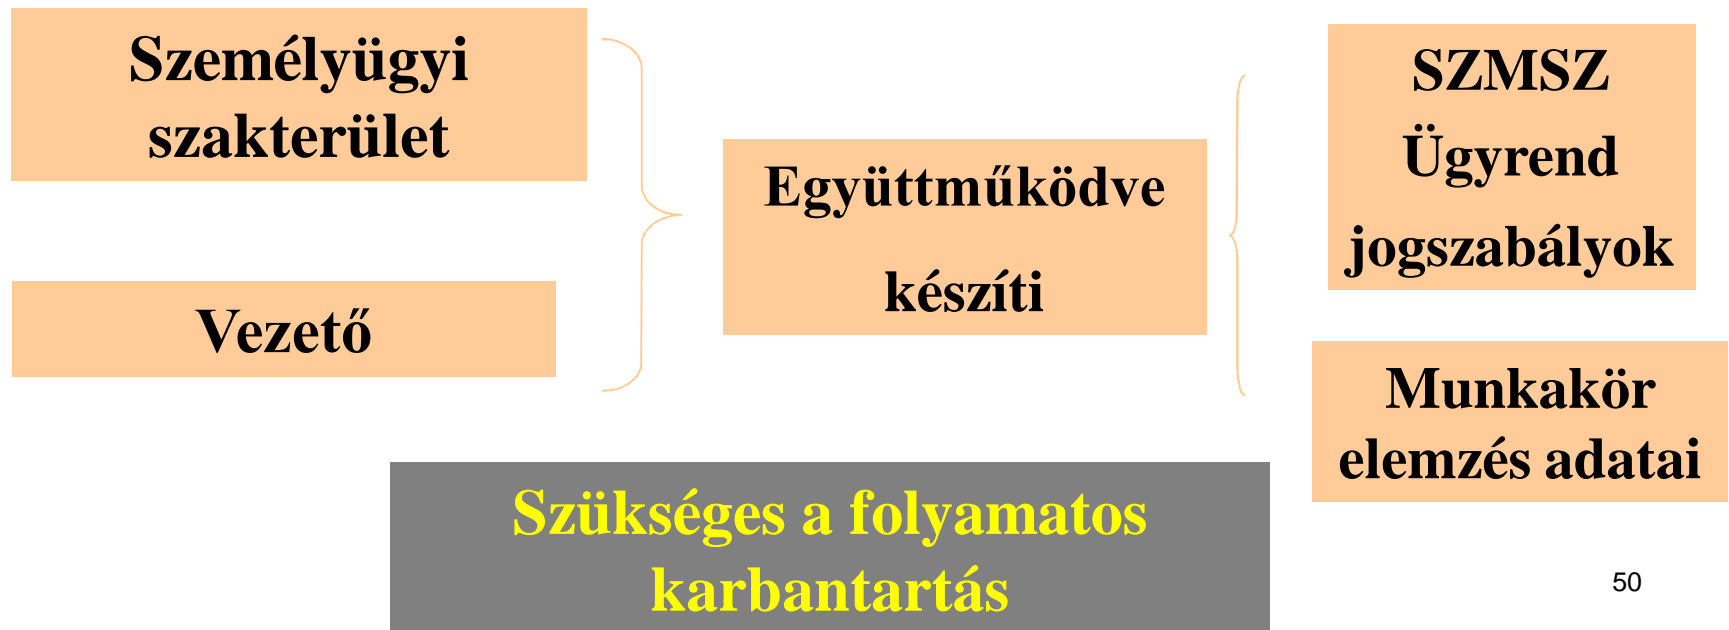 Személyügyi
szakterület
Vezető
Együttműködve
készíti
SZMSZ
Ügyrend
jogszabályok
Munkakör
elemzés adatai
Szükséges a folyamatos
karbantartás
50